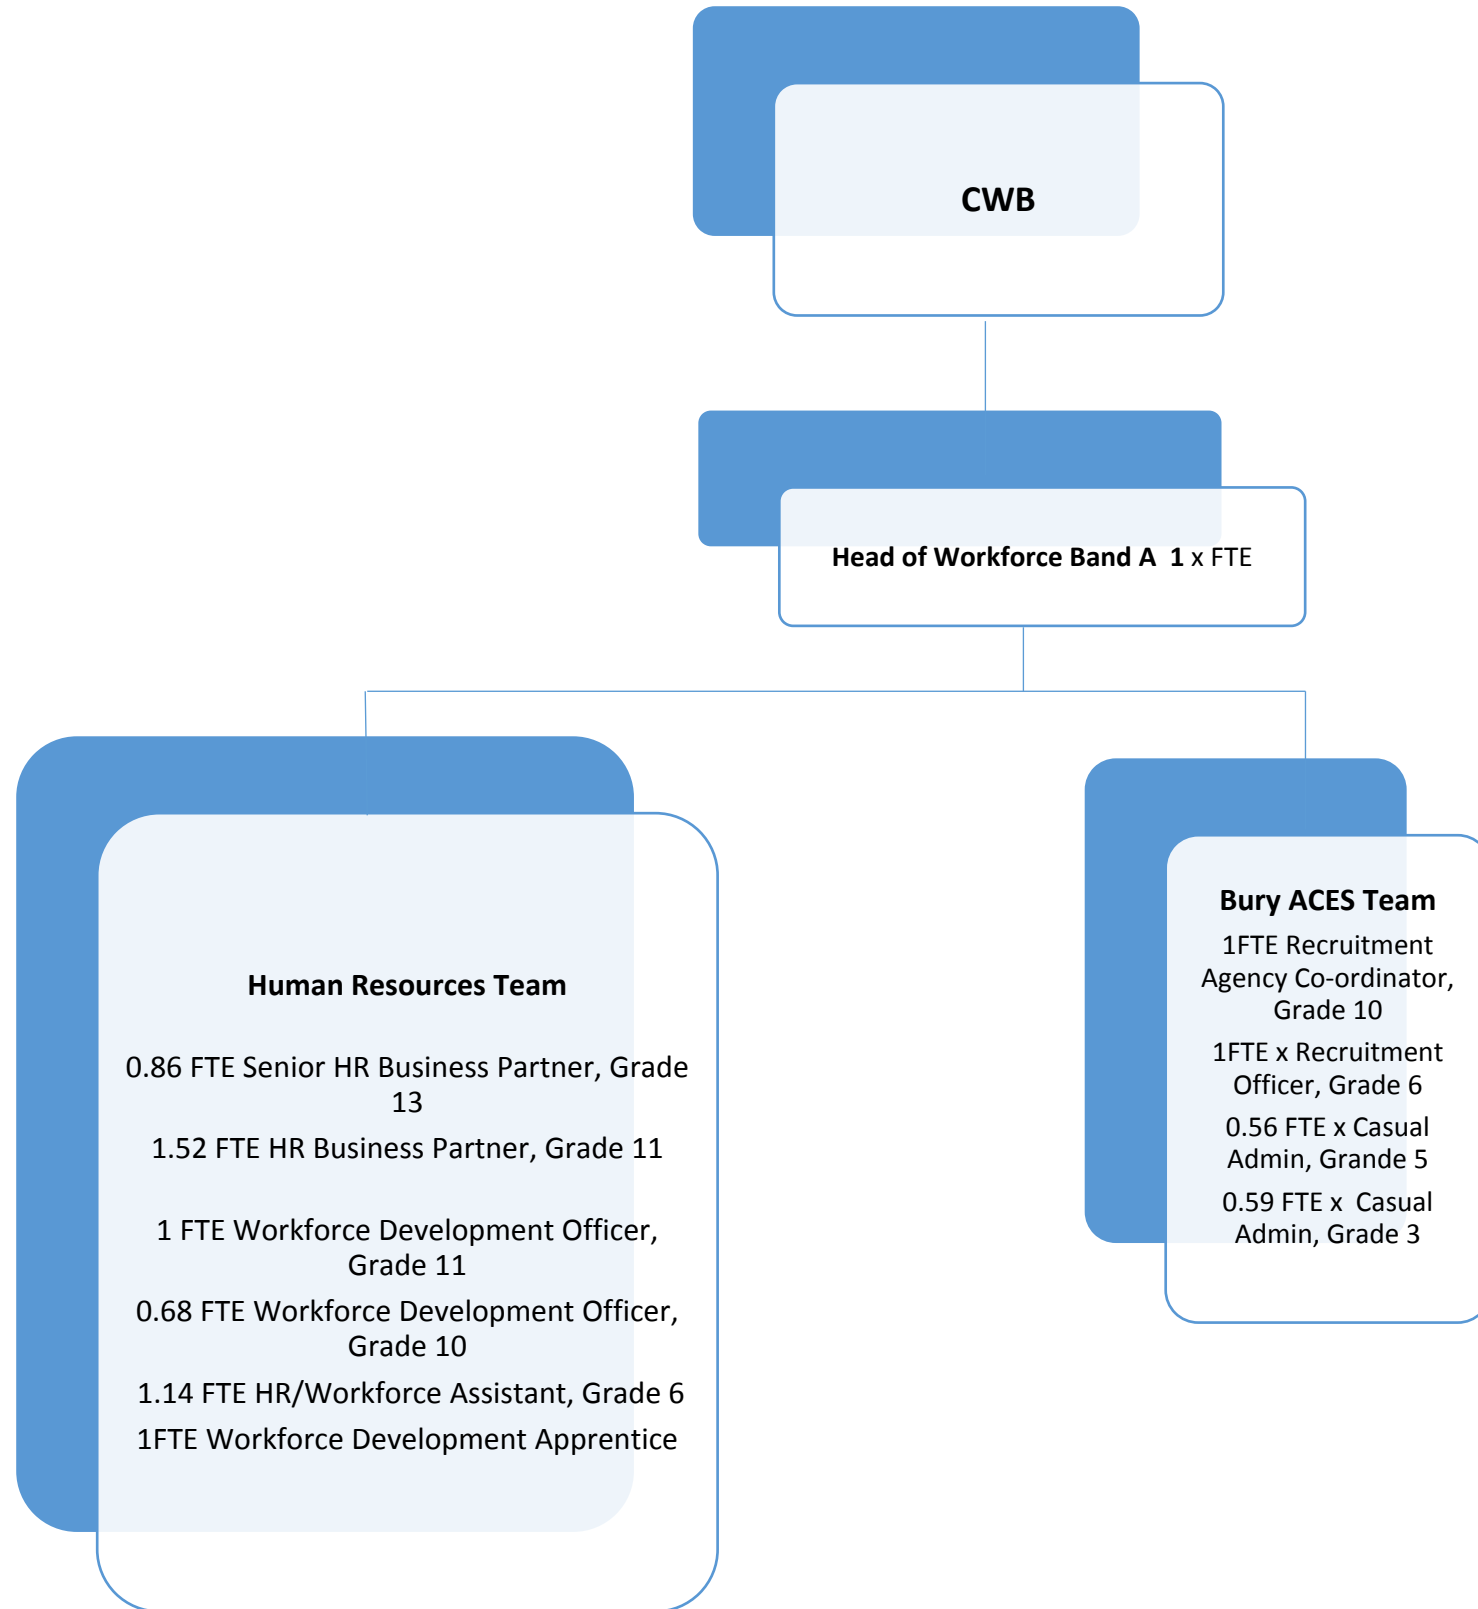 CWB
Head of Workforce Band A  1 x FTE
Human Resources Team
0.86 FTE Senior HR Business Partner, Grade
13
1.52 FTE HR Business Partner, Grade 11
1 FTE Workforce Development Officer,
Grade 11
0.68 FTE Workforce Development Officer,
Grade 10
1.14 FTE HR/Workforce Assistant, Grade 6
1FTE Workforce Development Apprentice
Bury ACES Team
1FTE Recruitment
Agency Co-ordinator,
Grade 10
1FTE x Recruitment
Officer, Grade 6
0.56 FTE x Casual
Admin, Grande 5
0.59 FTE x  Casual
Admin, Grade 3